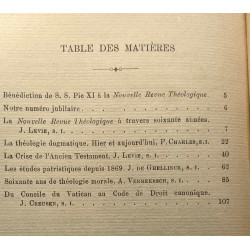 TABLE DES MATIÈRES
Bénédiction de S. S. Pie XI à la Nouvelle Revue Théologique. 5
Notre numéro jubilaire . . . . . . . . 6
La Nouvelle Revue Théologique à travers soixante années.
J. LEVIE, s. I. . . . . . . . . 7
La théologie dogmatique. Hier et aujourd'hui, P. CHARLES, s.I. 22
La Crise de l'Ancien Testament, J. LEVIE, s. I. . . . 40
Les études patristiques depuis 1869. J. DE GHELLINCK, s. I. 62
Soixante ans de théologie morale, A. VERMEERSCH, s. I. . 85
Du Concile du Vatican au Code de Droit canonique.
J. CREUSEN, s. I. . . . . . . . . 107